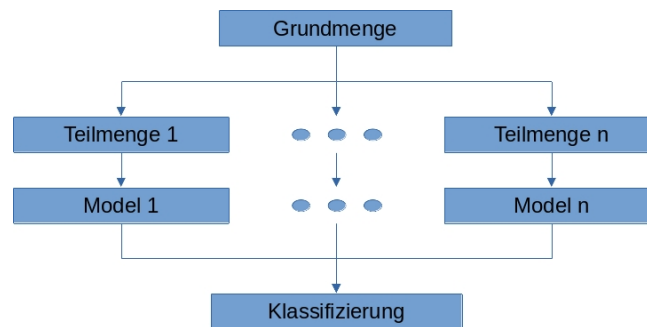 Grundmenge
Teilmenge 1
Teilmenge n
Model 1
Model n
Klassifizierung